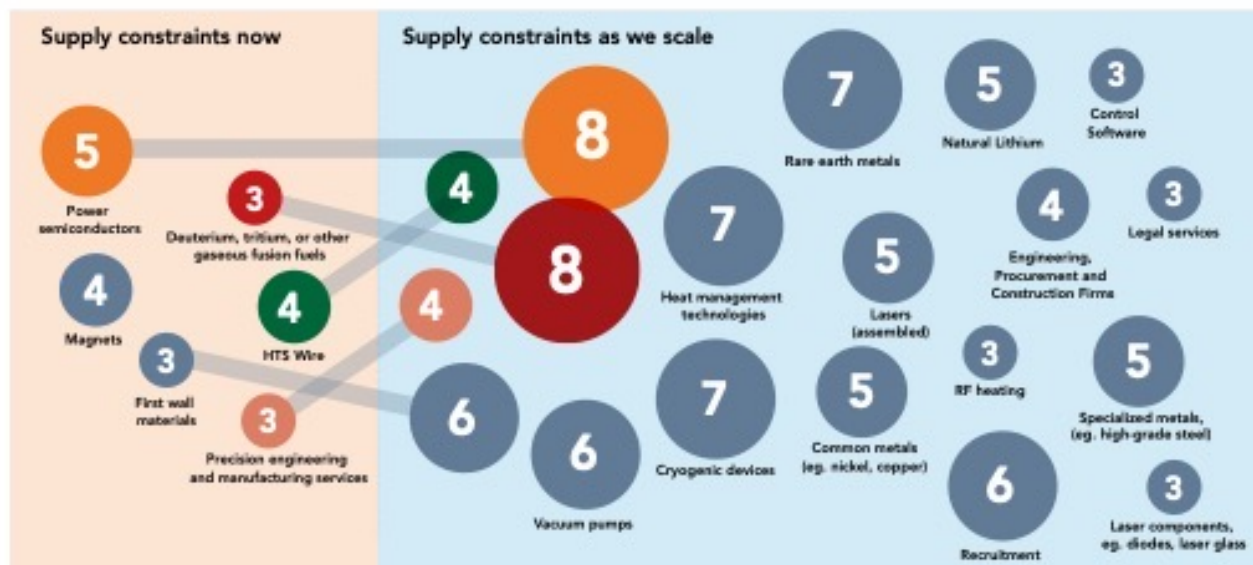 Supply constraints now
5
Power
semiconductors
3
Deuterium, tritium, or other
gaseous fusion fuels
4
Magnets
4
HTS Wire
3
First wall
materials
3
Precision engineering
and manufacturing services
Supply constraints as we scale
8
4
8
4
6
7
Rare earth metals
5
Natural Lithium
3
Control
Software
7
Heat management
technologies
5
Lasers
(assembled)
4
Engineering,
Procurement and
Construction Firms
3
Legal services
6
Vacuum pumps
7
Cryogenic devices
5
Common metals
(eg. nickel, copper)
3
RF heating
5
Specialized metals,
(eg. high-grade steel)
6
Recruitment
3
Laser components,
eg. diodes, laser glass